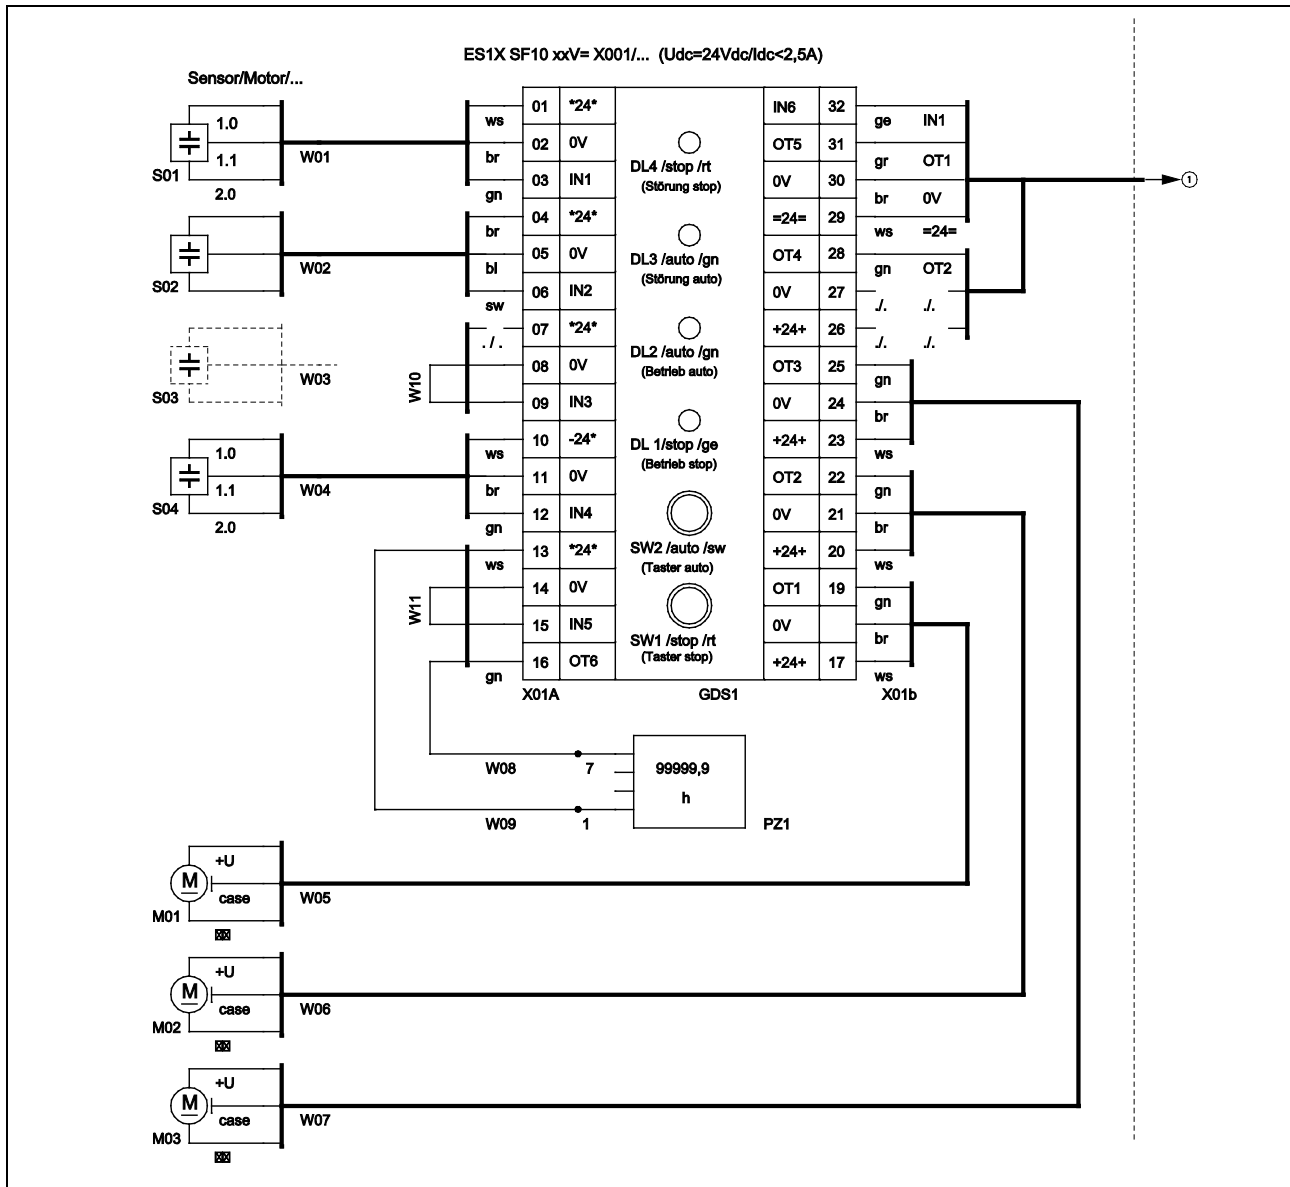 ES1X SF10 xxV= X001/... (Udc=24Vdc/Idc<2,5A)
Sensor/Motor/...
1.0
1.1
2.0
S01
W01
S02
W02
S03
W03
1.0
1.1
2.0
S04
W04
W10
W11
ws
br
gn
br
bl
sw
. / .
ws
br
gn
ws
gn
01 *24*
02 0V
03 IN1
04 *24*
05 0V
06 IN2
07 *24*
08 0V
09 IN3
10 -24*
11 0V
12 IN4
13 *24*
14 0V
15 IN5
16 OT6
X01A
DL4 /stop /rt
(Störung stop)
DL3 /auto /gn
(Störung auto)
DL2 /auto /gn
(Betrieb auto)
DL 1/stop /ge
(Betrieb stop)
SW2 /auto /sw
(Taster auto)
SW1 /stop /rt
(Taster stop)
GDS1
IN6 32
OT5 31
0V 30
=24= 29
OT4 28
0V 27
+24+ 26
OT3 25
0V 24
+24+ 23
OT2 22
0V 21
+24+ 20
OT1 19
0V
+24+ 17
X01b
ge IN1
gr OT1
br 0V
ws =24=
gn OT2
./. ./.
./. ./.
gn
br
ws
gn
br
ws
gn
br
ws
1
W08 7
W09 1
99999,9
h
PZ1
+U
case
M01
W05
+U
case
M02
W06
+U
case
M03
W07